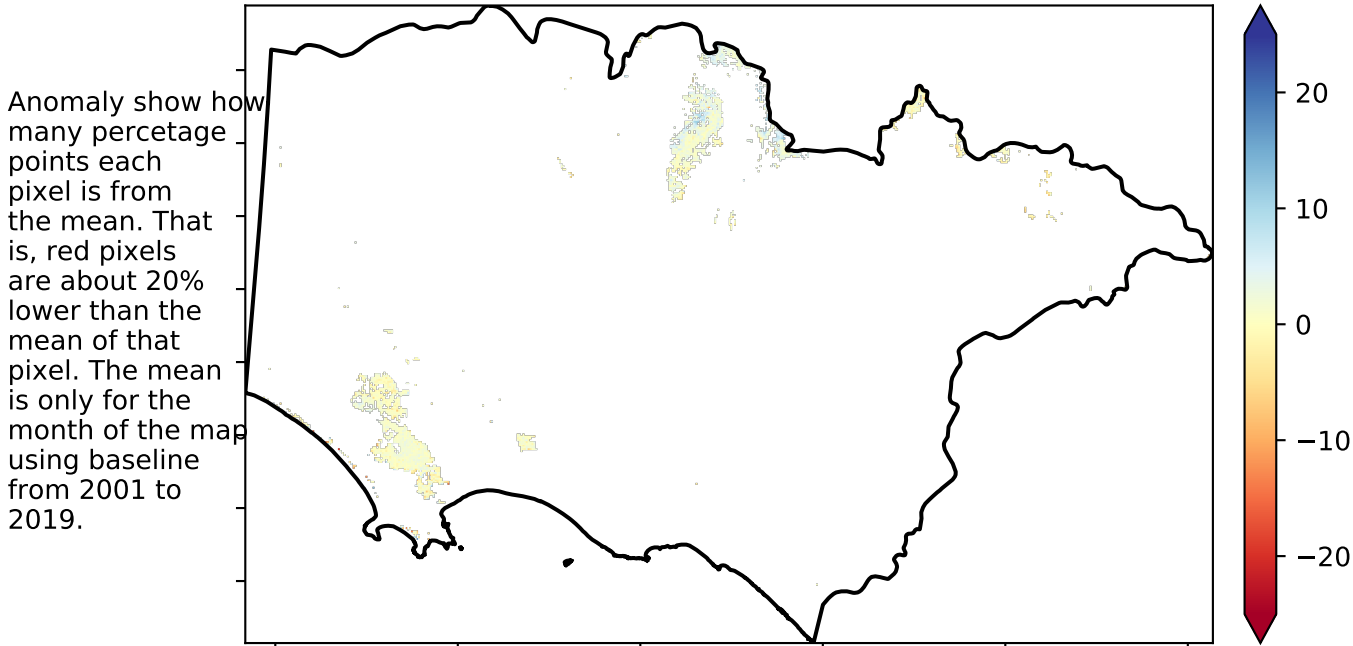 Anomaly show how
many percetage
points each
pixel is from
the mean. That
is, red pixels
are about 20%
lower than the
mean of that
pixel. The mean
is only for the
month of the map
using baseline
from 2001 to
2019.
20
10
0
−10
−20